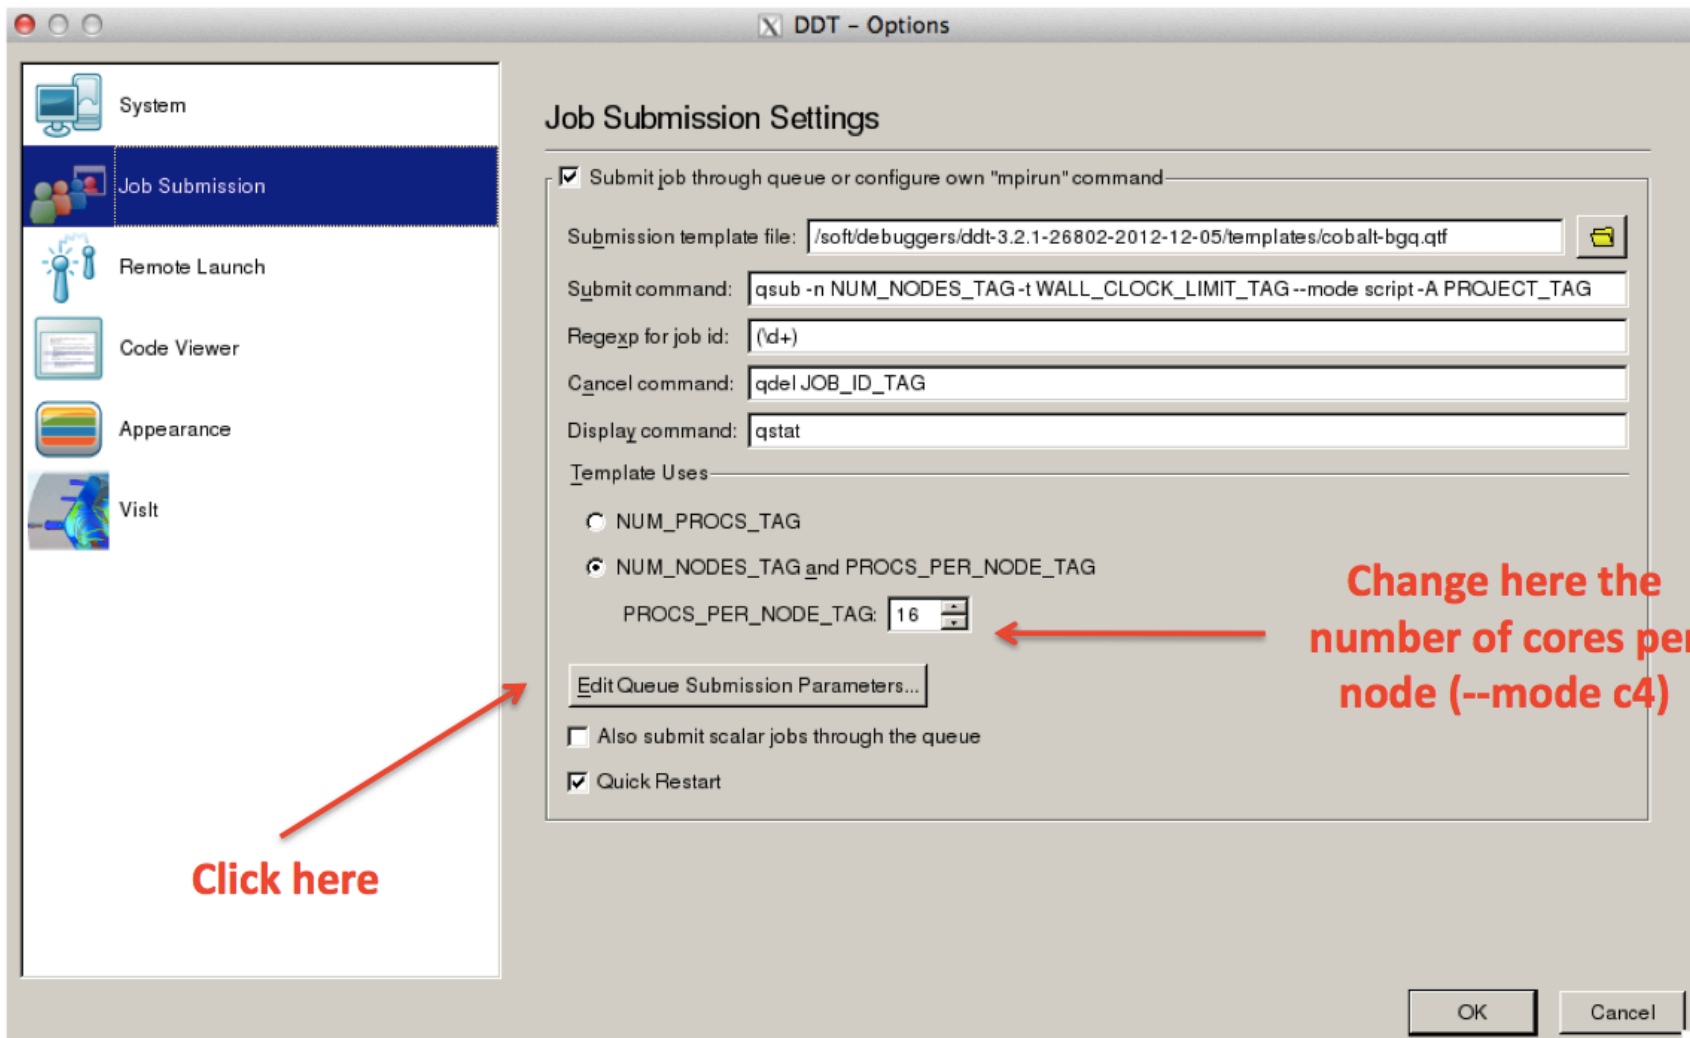 DDT – Options
System
Job Submission
Remote Launch
Code Viewer
Appearance
VisIt
Job Submission Settings
Submit job through queue or configure own "mpirun" command
Submission template file: /soft/debuggers/ddt-3.2.1-26802-2012-12-05/templates/cobalt-bgq.qtf
Submit command: qsub -n NUM_NODES_TAG -t WALL_CLOCK_LIMIT_TAG --mode script -A PROJECT_TAG
Regexp for job id: (\d+)
Cancel command: qdel JOB_ID_TAG
Display command: qstat
Template Uses
NUM_PROCS_TAG
NUM_NODES_TAG and PROCS_PER_NODE_TAG
PROCS_PER_NODE_TAG: 16
Change here the
number of cores per
node (--mode c4)
Edit Queue Submission Parameters...
Also submit scalar jobs through the queue
Quick Restart
Click here
OK
Cancel